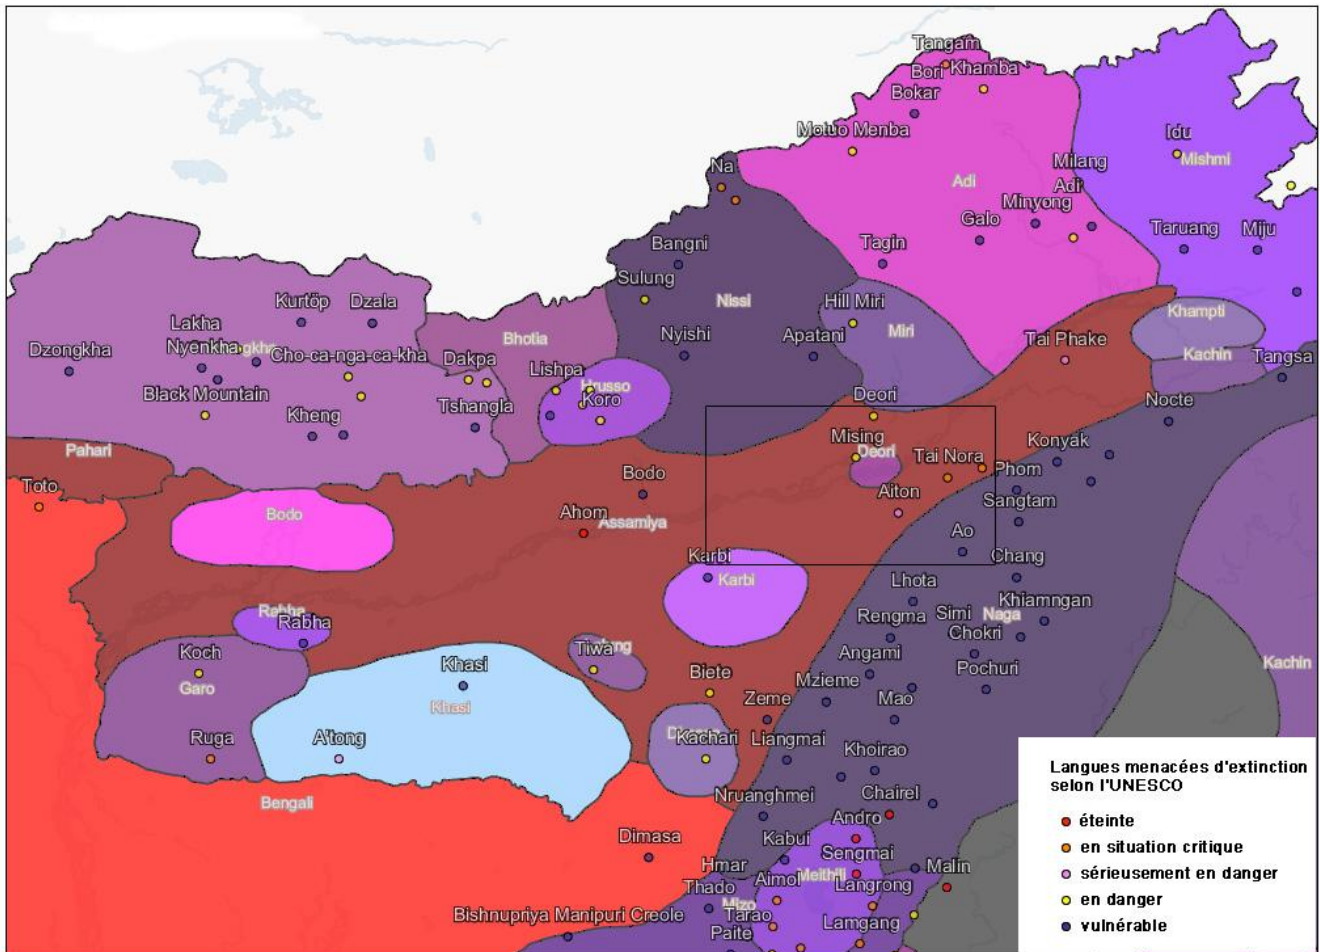 Tangam
Bori Khamba
Bokar
Menba
Idu
Mishmi
Na
Milang
Adi
Adi
Minyong
Galo
Taruang
Miju
Bangni
Tagin
Sulung
Kurtöp
Dzala
Nissi
Hill Miri
Khampti
Lakha
Bhotia
Nyishi
Apatani
Miri
Tai Phake
Dzongkha
Nyenkha
Cho-ca-nga-ca-kha
Dakpa
Lishpa
Kachin
Tangsa
Black Mountain
Hrusso
Koro
Deori
Nocte
Kheng
Tshangla
Mising
Konyak
Pahari
Deori
Tai Nora
Phom
Toto
Bodo
Aiton
Sangtam
Bodo
Ahom
Assamiya
Ao
Karbi
Chang
Karbi
Lhota
Rabha
Rabha
Rengma
Simi
Naga
Khiamngan
Chokri
Koch
Khasi
Tiwa
Angami
Pochuri
Kachin
Garo
Biete
Mzieme
Khasi
Zeme
Mao
Ruga
A'tong
Kachari
Liangmai
Khoirao
Bengali
Nruanghmei
Chairel
Dimasa
Kabui
Andro
Sengmai
Hmar
Malin
Thado
Aimol
Meithili
Langrong
Bishnupriya Manipuri Creole
Mizo
Tarao
Lamgang
Paite
Langues menacées d'extinction
selon l'UNESCO
éteinte
en situation critique
sérieusement en danger
en danger
vulnérable